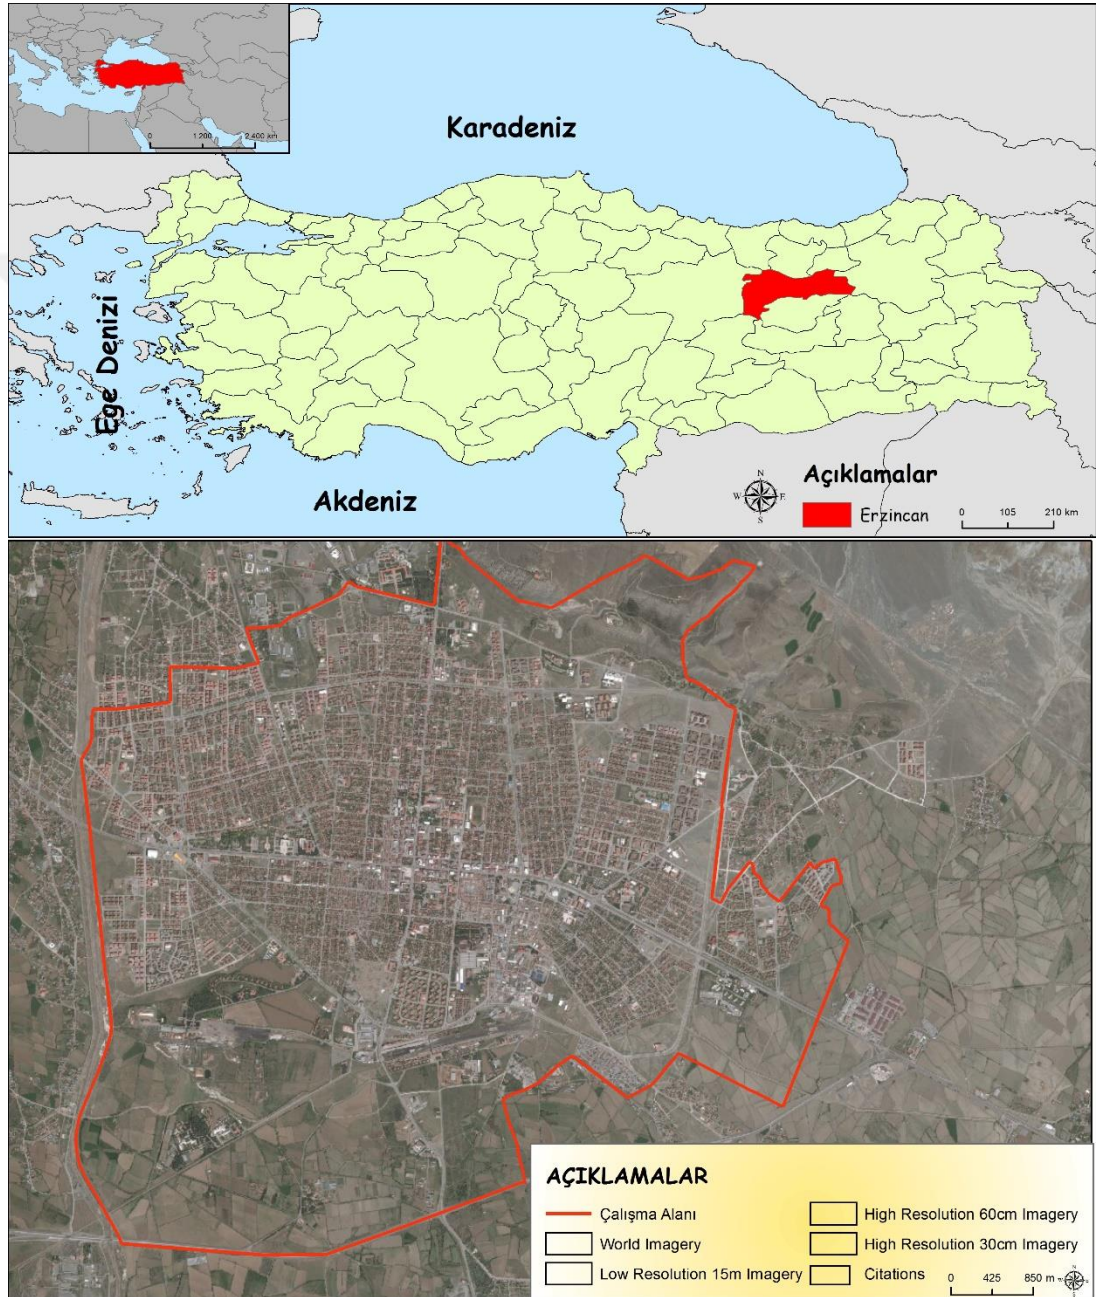 0 1.200 2.400 km
Karadeniz
Ege Denizi
Akdeniz
N
W E
S
Açıklamalar
Erzincan
0 105 210 km
AÇIKLAMALAR
Çalışma Alanı
World Imagery
Low Resolution 15m Imagery
High Resolution 60cm Imagery
High Resolution 30cm Imagery
Citations
0 425 850 m